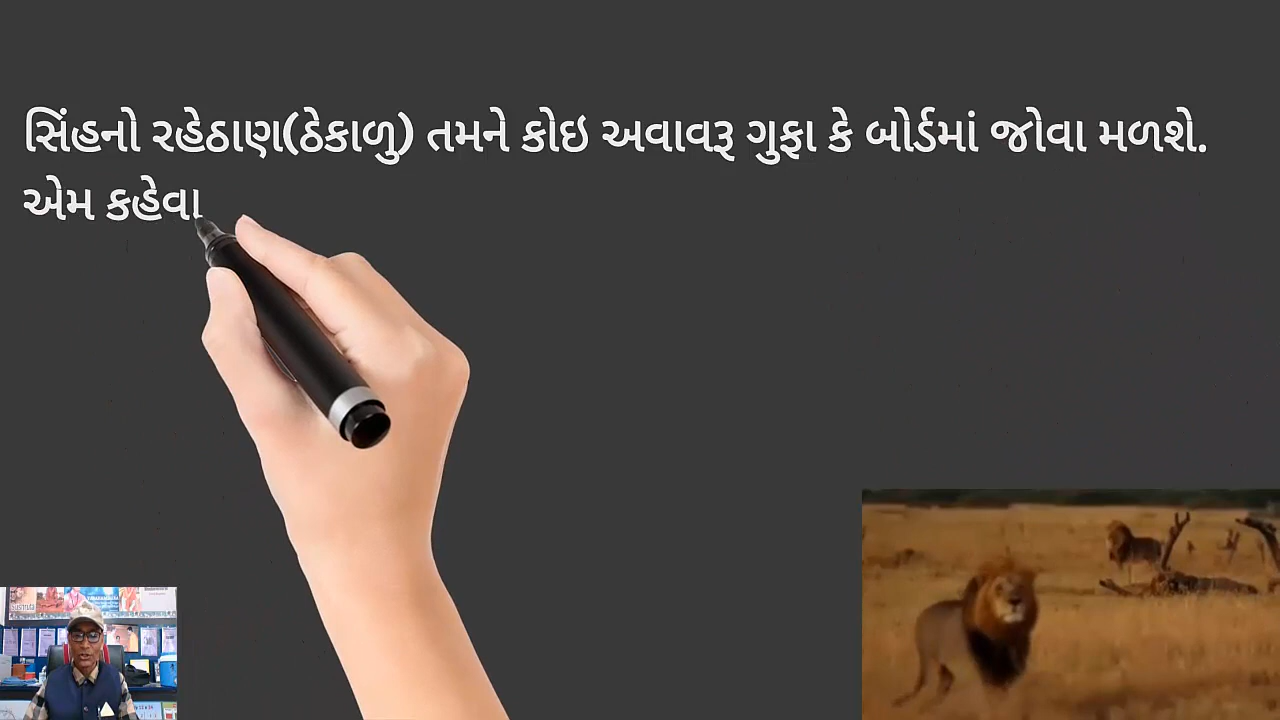 સિંહનો રહેઠાણ(ઠેકાળુ) તમને કોઇ અવાવરૂ ગુફા કે બોર્ડમાં જોવા મળશે.
એમ કહેવા